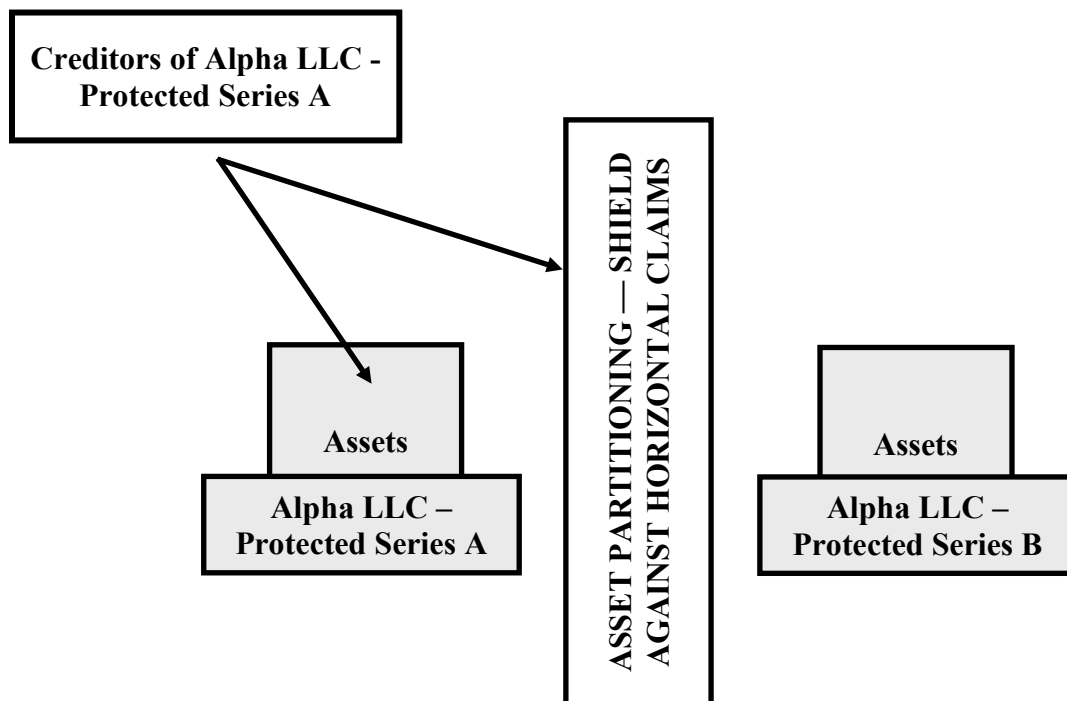 Creditors of Alpha LLC -
Protected Series A
ASSET PARTITIONING — SHIELD
AGAINST HORIZONTAL CLAIMS
Assets
Alpha LLC –
Protected Series A
Assets
Alpha LLC –
Protected Series B